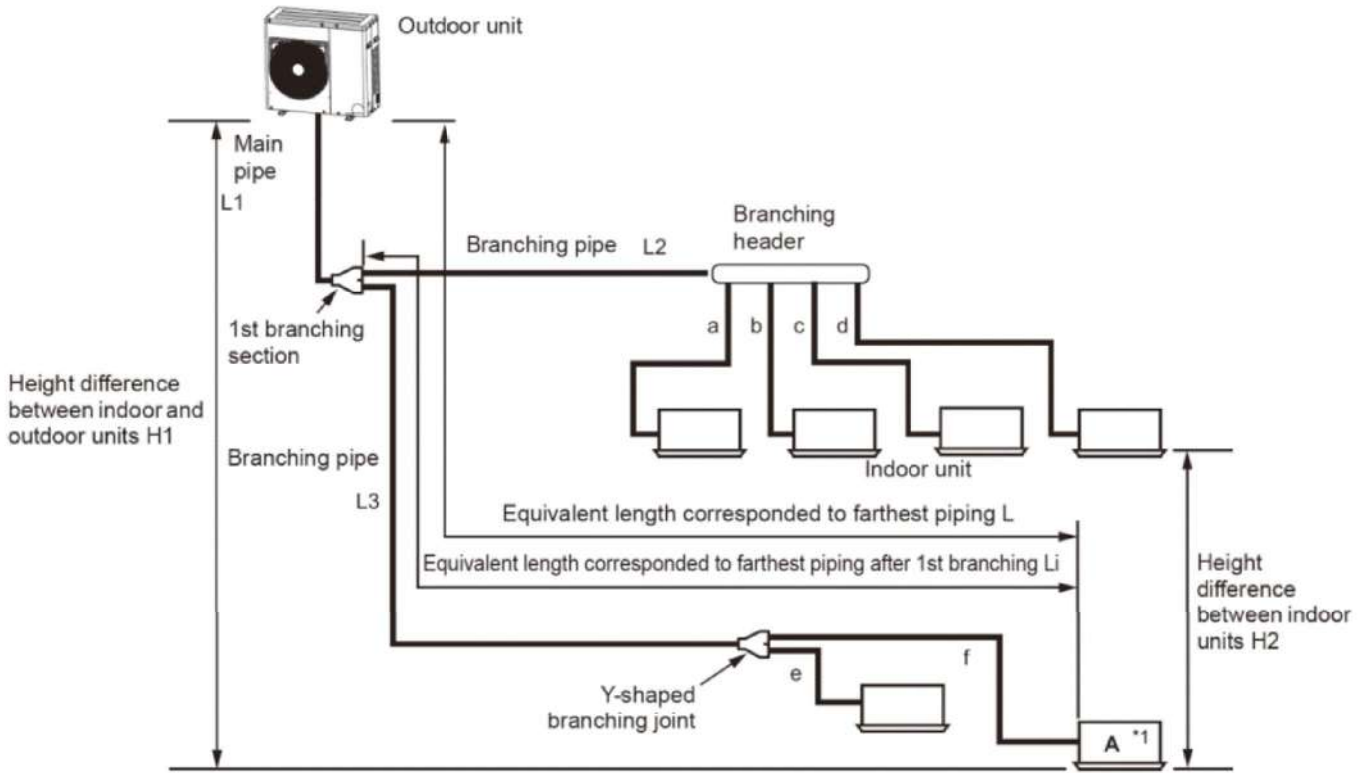 Outdoor unit
Main
pipe
L1
Branching
header
Branching pipe L2
1st branching
section
a b c d
Height difference
between indoor and
outdoor units H1
Branching pipe
L3
Indoor unit
Equivalent length corresponded to farthest piping L
Equivalent length corresponded to farthest piping after 1st branching Li
Height
difference
between indoor
units H2
f
e
Y-shaped
branching joint
A *1